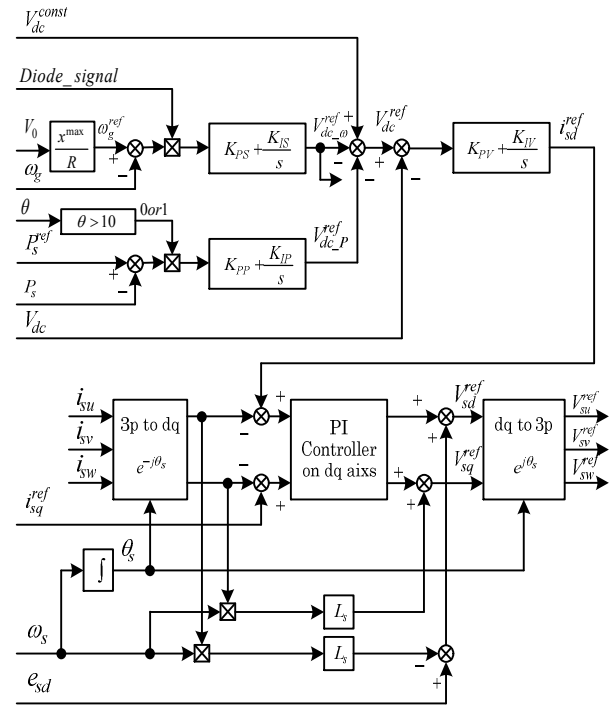 V_dc^const
Diode_signal
V_0
x^max / R
ω_g^ref
+
−
ω_g
K_PS + K_IS / s
V_dc_ω^ref
+
−
−
V_dc^ref
+
−
K_PV + K_IV / s
i_sd^ref
θ
θ >10
0or1
P_s^ref
+
−
P_s
K_PP + K_IP / s
V_dc_P^ref
V_dc
i_su
i_sv
i_sw
3p to dq
e^−jθ_s
−
+
+
−
+
+
PI
Controller
on dq aixs
+
+
+
+
V_sd^ref
V_sq^ref
dq to 3p
e^jθ_s
V_su^ref
V_sv^ref
V_sw^ref
i_sq^ref
∫
θ_s
ω_s
L_s
L_s
−
+
e_sd